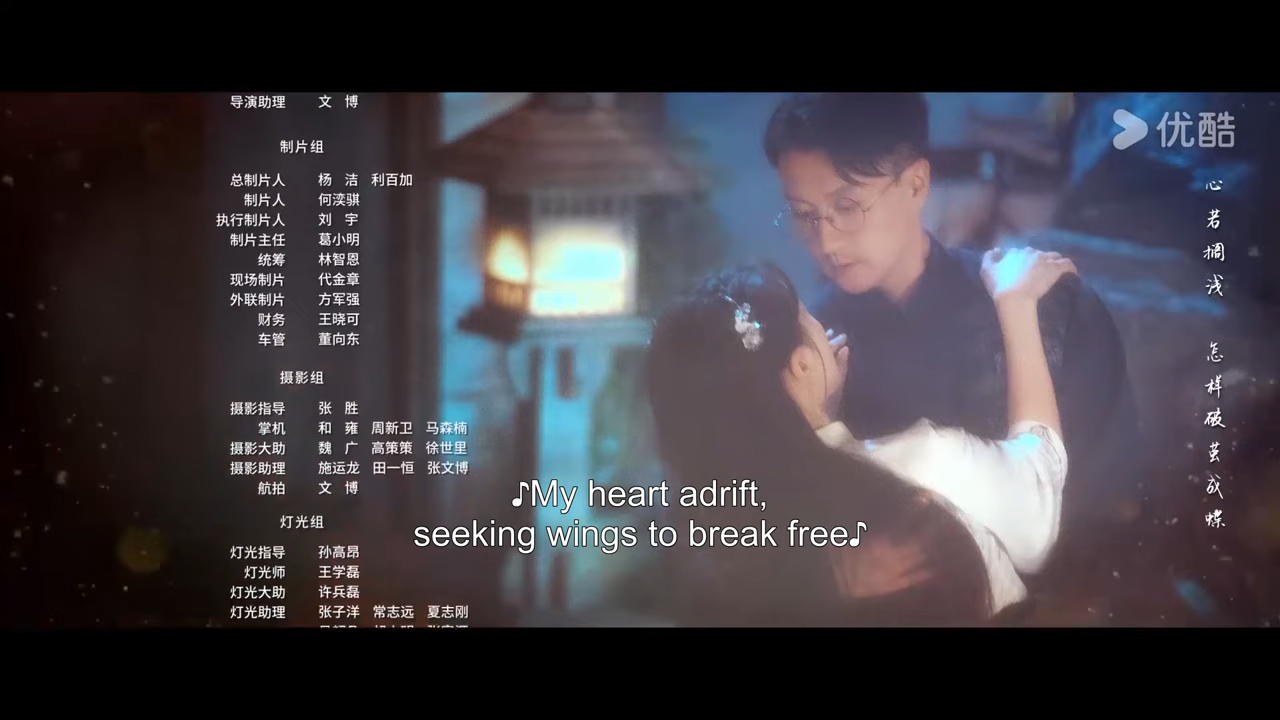 导演助理 文 博
制片组
总制片人 杨 洁 利百加
制片人 何滦骐
执行制片人 刘 宇
制片主任 葛小明
统筹 林智恩
现场制片 代金章
外联制片 方军强
财务 王晓可
车管 董向东
摄影组
摄影指导 张 胜
掌机 和 雍 周新卫 马森楠
摄影大助 魏 广 高策策 徐世里
摄影助理 施运龙 田一恒 张文博
航拍 文 博
灯光组
灯光指导 孙高昂
灯光师 王学磊
灯光大助 许兵磊
灯光助理 张子洋 常志远 夏志刚
♪My heart adrift,
seeking wings to break free♪
优酷
心若搁浅 怎样破茧成蝶